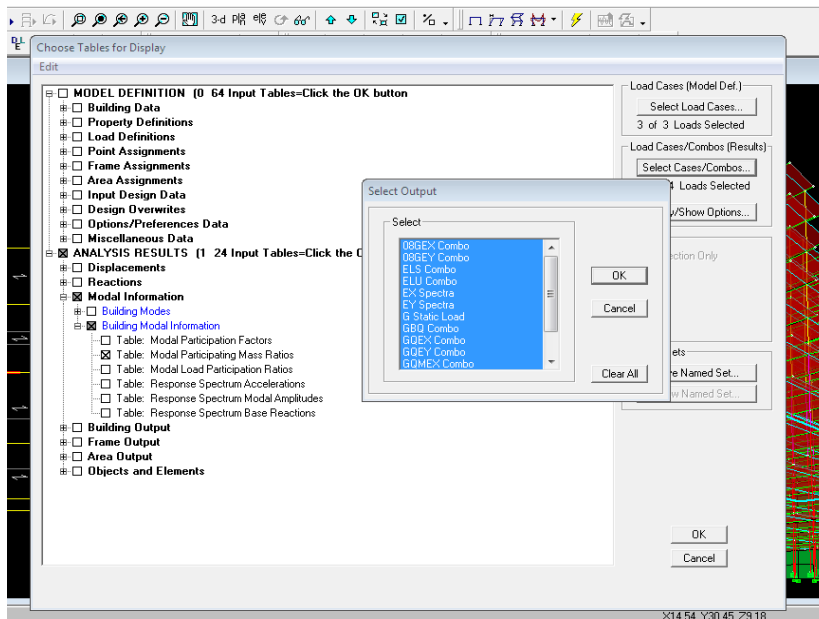 3-d
Choose Tables for Display
Edit
MODEL DEFINITION (0 64 Input Tables=Click the OK button
Building Data
Property Definitions
Load Definitions
Point Assignments
Frame Assignments
Area Assignments
Input Design Data
Design Overwrites
Options/Preferences Data
Miscellaneous Data
ANALYSIS RESULTS (1 24 Input Tables=Click the O
Displacements
Reactions
Modal Information
Building Modes
Building Modal Information
Table: Modal Participation Factors
Table: Modal Participating Mass Ratios
Table: Modal Load Participation Ratios
Table: Response Spectrum Accelerations
Table: Response Spectrum Modal Amplitudes
Table: Response Spectrum Base Reactions
Building Output
Frame Output
Area Output
Objects and Elements
Load Cases (Model Def.)
Select Load Cases...
3 of 3 Loads Selected
Load Cases/Combos (Results)
Select Cases/Combos...
4 Loads Selected
/Show Options...
ction Only
ets
e Named Set...
w Named Set...
OK
Cancel
Select Output
Select
08GEX Combo
08GEY Combo
ELS Combo
ELU Combo
EX Spectra
EY Spectra
G Static Load
GBQ Combo
GQEX Combo
GQEY Combo
GQMEX Combo
OK
Cancel
Clear All
X14.54 Y30.45 Z9.18